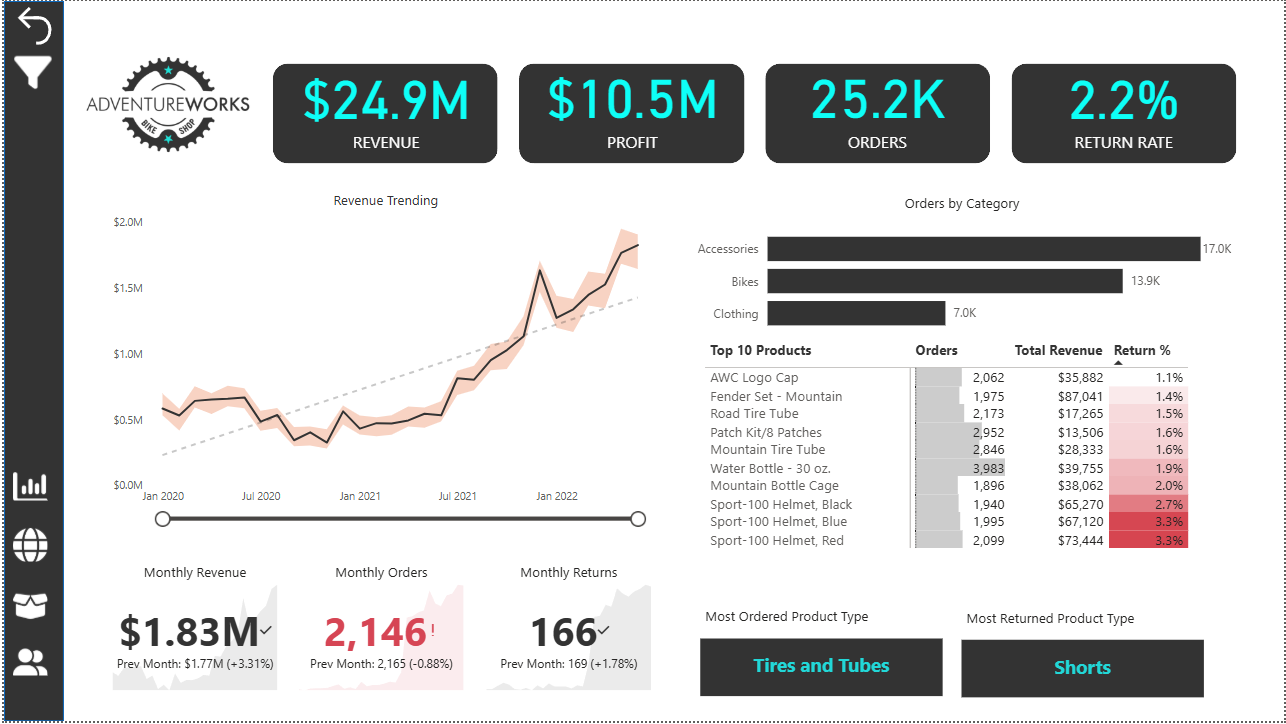 ADVENTUREWORKS
BIKE SHOP
$24.9M
REVENUE
$10.5M
PROFIT
25.2K
ORDERS
2.2%
RETURN RATE
Revenue Trending
$2.0M
$1.5M
$1.0M
$0.5M
$0.0M
Jan 2020 Jul 2020 Jan 2021 Jul 2021 Jan 2022
Orders by Category
Accessories 17.0K
Bikes 13.9K
Clothing 7.0K
Top 10 Products Orders Total Revenue Return %
AWC Logo Cap 2,062 $35,882 1.1%
Fender Set - Mountain 1,975 $87,041 1.4%
Road Tire Tube 2,173 $17,265 1.5%
Patch Kit/8 Patches 2,952 $13,506 1.6%
Mountain Tire Tube 2,846 $28,333 1.6%
Water Bottle - 30 oz. 3,983 $39,755 1.9%
Mountain Bottle Cage 1,896 $38,062 2.0%
Sport-100 Helmet, Black 1,940 $65,270 2.7%
Sport-100 Helmet, Blue 1,995 $67,120 3.3%
Sport-100 Helmet, Red 2,099 $73,444 3.3%
Monthly Revenue
$1.83M
Prev Month: $1.77M (+3.31%)
Monthly Orders
2,146!
Prev Month: 2,165 (-0.88%)
Monthly Returns
166
Prev Month: 169 (+1.78%)
Most Ordered Product Type
Tires and Tubes
Most Returned Product Type
Shorts